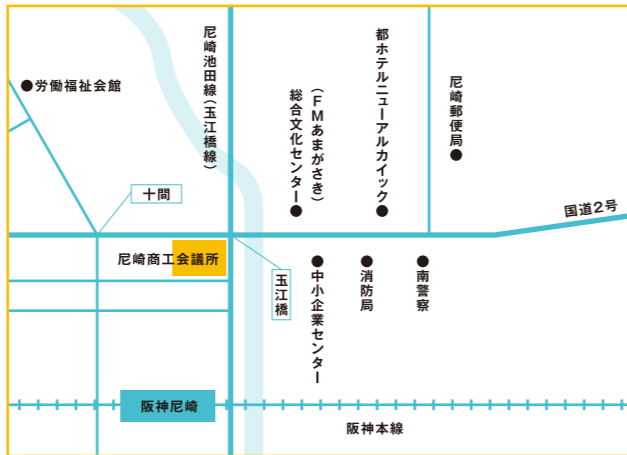 労働福祉会館
尼崎池田線(玉江橋線)
(FMあまがさき)
総合文化センター
都ホテルニューアルカイック
尼崎郵便局
十間
国道2号
尼崎商工会議所
玉江橋
中小企業センター
消防局
南警察
阪神尼崎
阪神本線